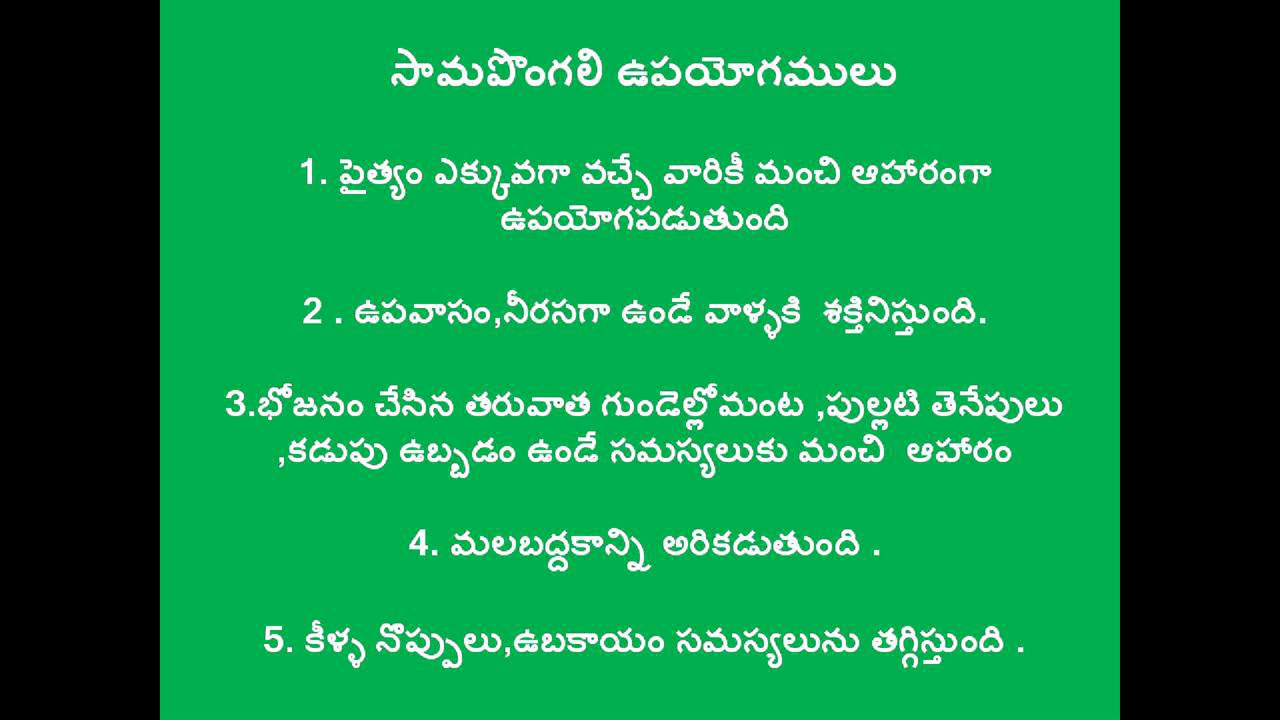 సామపొంగలి ఉపయోగములు
1. పైత్యం ఎక్కువగా వచ్చే వారికీ మంచి ఆహారంగా
ఉపయోగపడుతుంది
2 . ఉపవాసం,నీరసగా ఉండే వాళ్ళకి  శక్తినిస్తుంది.
3.భోజనం చేసిన తరువాత గుండెల్లోమంట ,పుల్లటి తెనేపులు
,కడుపు ఉబ్బడం ఉండే సమస్యలుకు మంచి  ఆహారం
4. మలబద్దకాన్ని  అరికడుతుంది .
5. కీళ్ళ నొప్పులు,ఉబకాయం సమస్యలును తగ్గిస్తుంది .